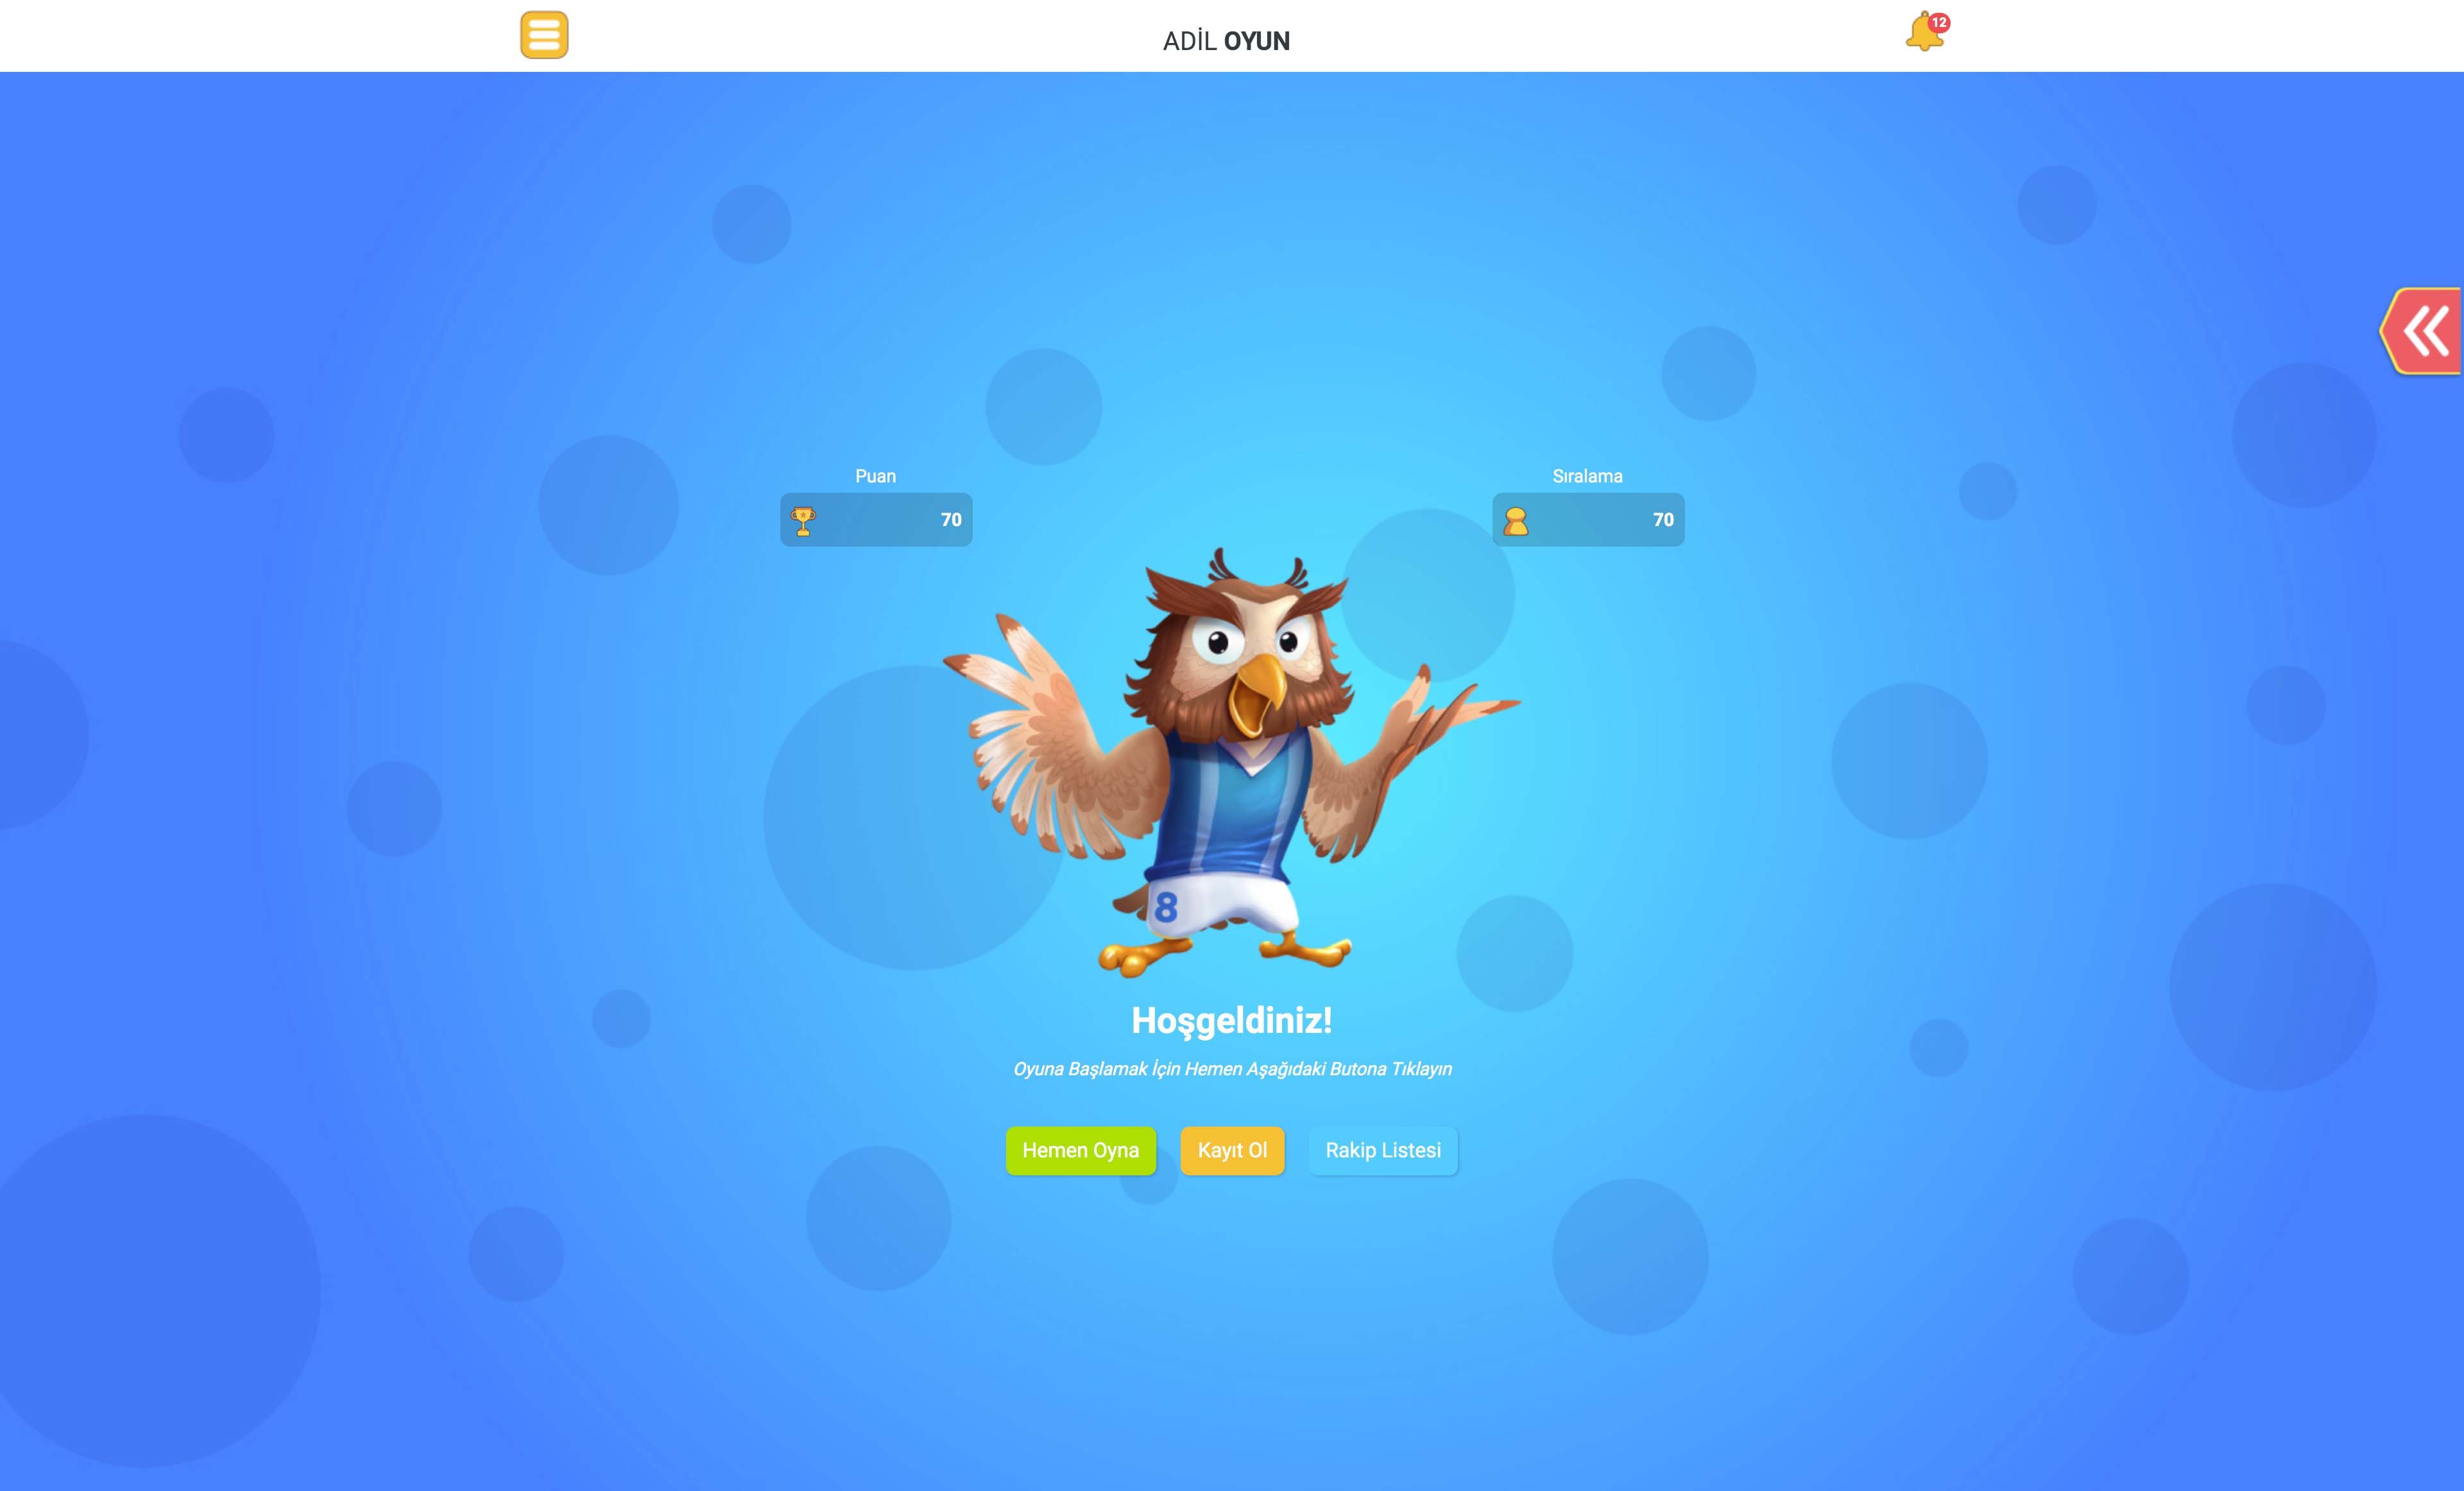 ADİL OYUN
12
Puan
70
Sıralama
70
8
Hoşgeldiniz!
Oyuna Başlamak İçin Hemen Aşağıdaki Butona Tıklayın
Hemen Oyna
Kayıt Ol
Rakip Listesi